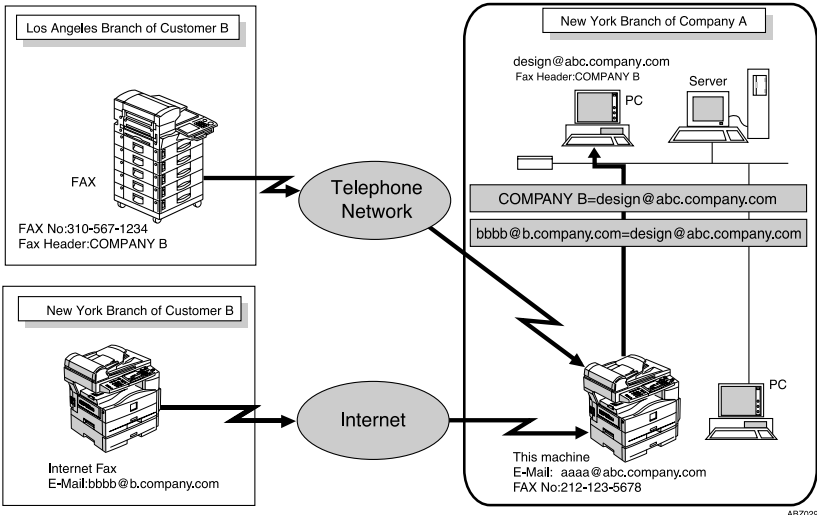 Los Angeles Branch of Customer B
FAX
FAX No:310-567-1234
Fax Header:COMPANY B
New York Branch of Customer B
Internet Fax
E-Mail:bbbb@b.company.com
Telephone
Network
Internet
New York Branch of Company A
design@abc.company.com
Fax Header:COMPANY B
PC
Server
COMPANY B=design@abc.company.com
bbbb@b.company.com=design@abc.company.com
PC
This machine
E-Mail: aaaa@abc.company.com
FAX No:212-123-5678
ABZ029